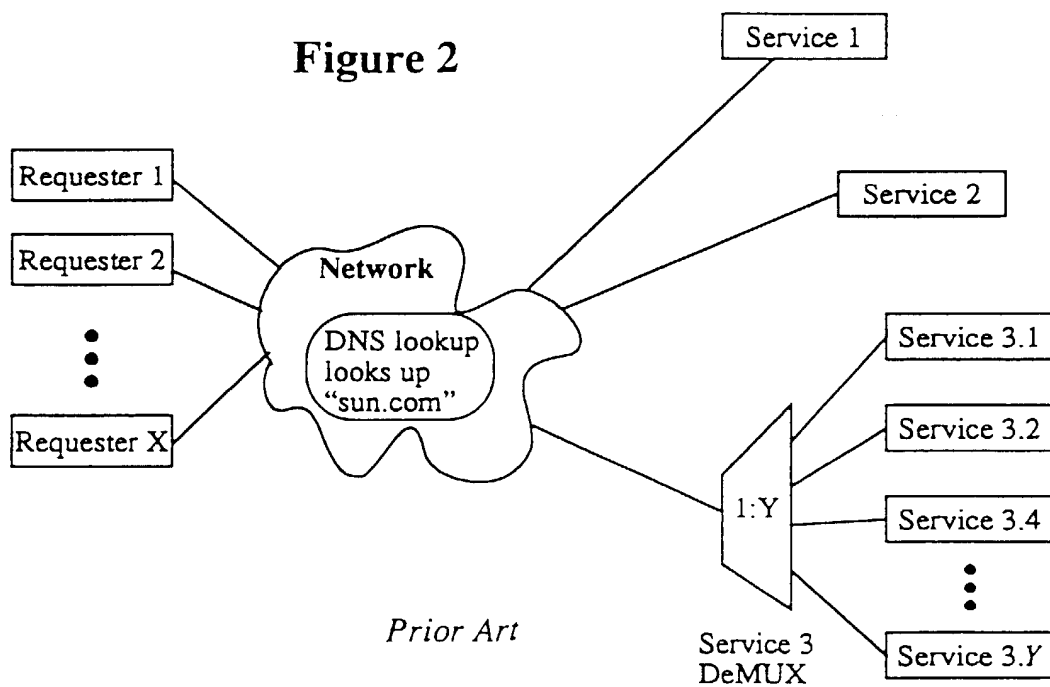 Figure 2
Service 1
Requester 1
Service 2
Requester 2
Network
DNS lookup
looks up
“sun.com”
Requester X
Service 3.1
Service 3.2
1:Y
Service 3.4
Service 3.Y
Service 3
DeMUX
Prior Art